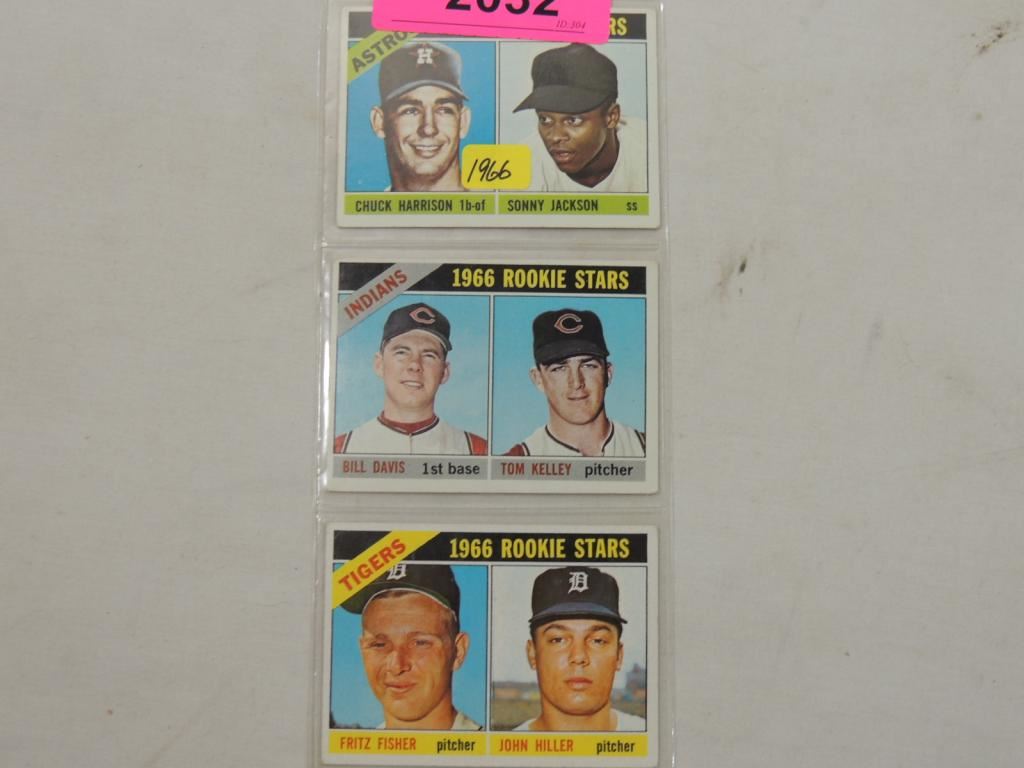 2032
ID:304
ASTRO
RS
H
1966
CHUCK HARRISON 1b-of SONNY JACKSON ss
INDIANS
1966 ROOKIE STARS
C C
BILL DAVIS 1st base TOM KELLEY pitcher
TIGERS
1966 ROOKIE STARS
D D
FRITZ FISHER pitcher JOHN HILLER pitcher